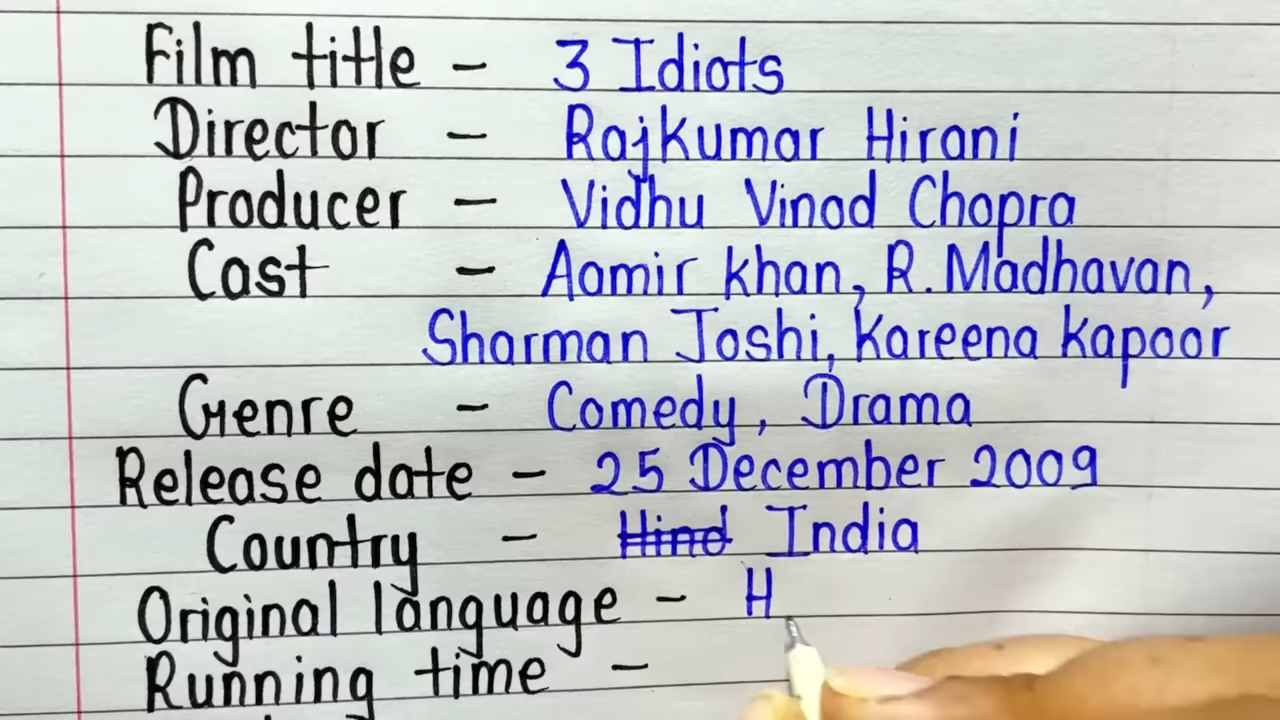 Film title - 3 Idiots
Director - Rajkumar Hirani
Producer - Vidhu Vinod Chopra
Cast - Aamir Khan, R. Madhavan,
Sharman Joshi, Kareena Kapoor
Genre - Comedy, Drama
Release date - 25 December 2009
Country - Hind India
Original language - H
Running time -